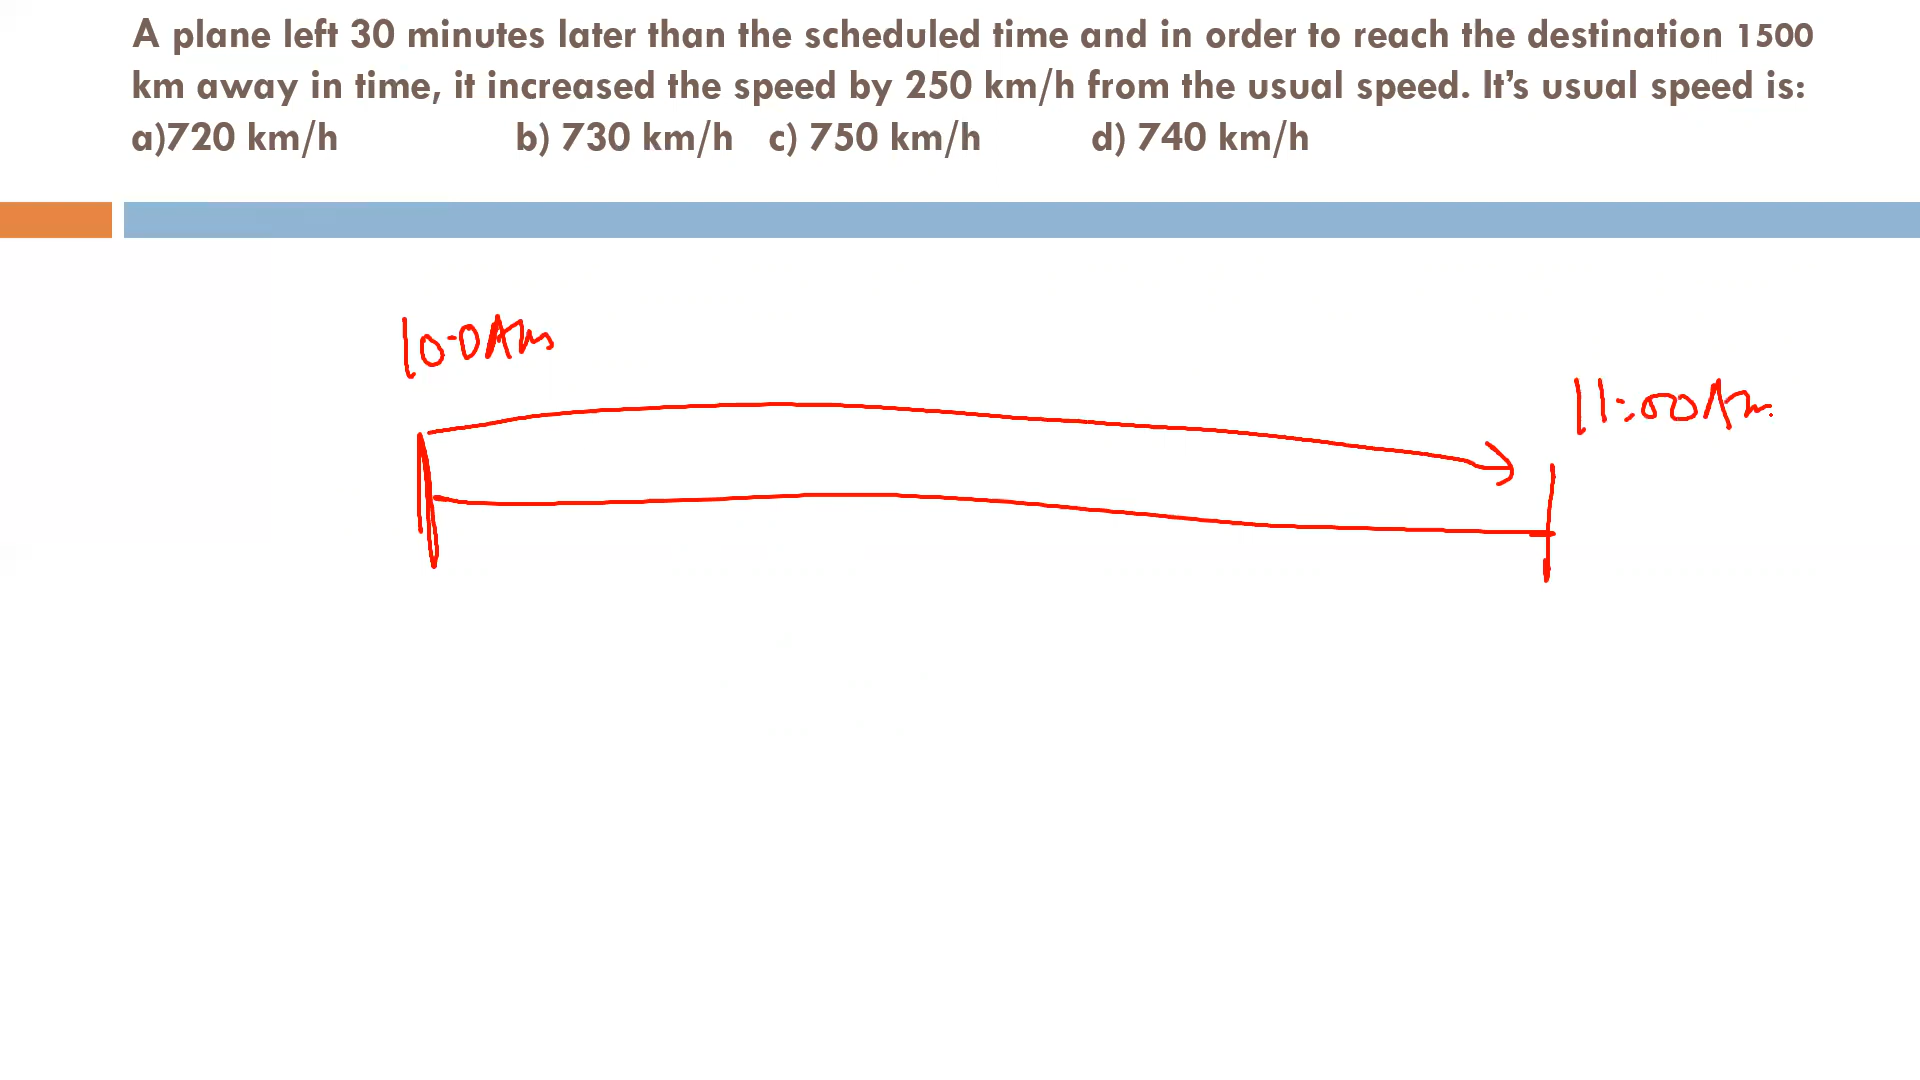 A plane left 30 minutes later than the scheduled time and in order to reach the destination 1500
km away in time, it increased the speed by 250 km/h from the usual speed. It’s usual speed is:
a)720 km/h b) 730 km/h c) 750 km/h d) 740 km/h
10:00Am
11:00Am